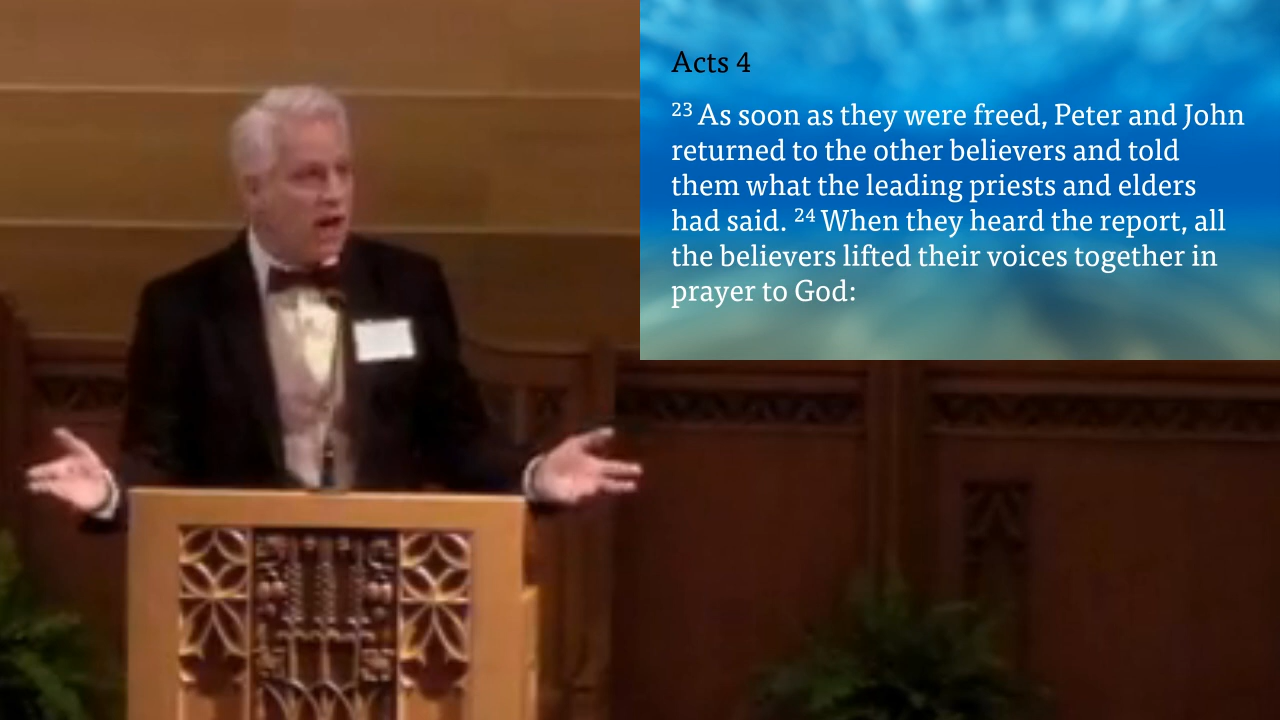 Acts 4
²³ As soon as they were freed, Peter and John
returned to the other believers and told
them what the leading priests and elders
had said. ²⁴ When they heard the report, all
the believers lifted their voices together in
prayer to God: